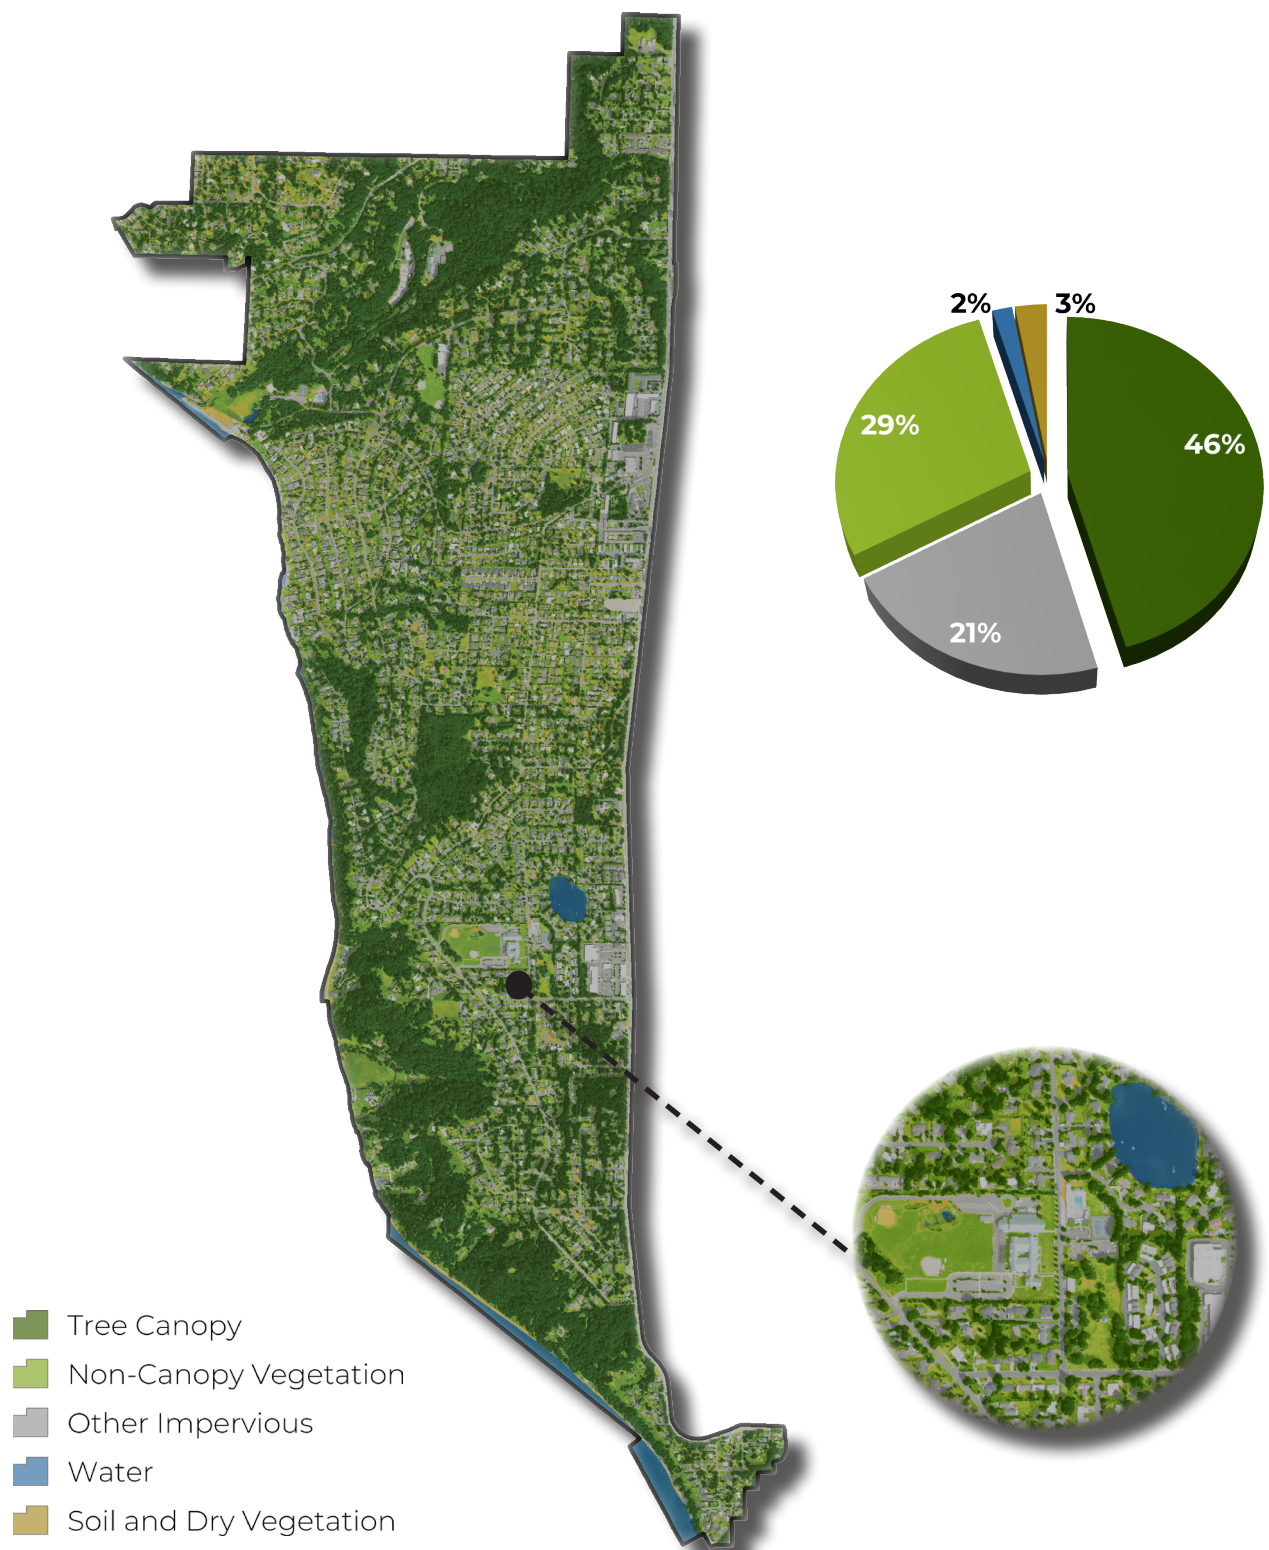 2%
3%
29%
46%
21%
Tree Canopy
Non-Canopy Vegetation
Other Impervious
Water
Soil and Dry Vegetation